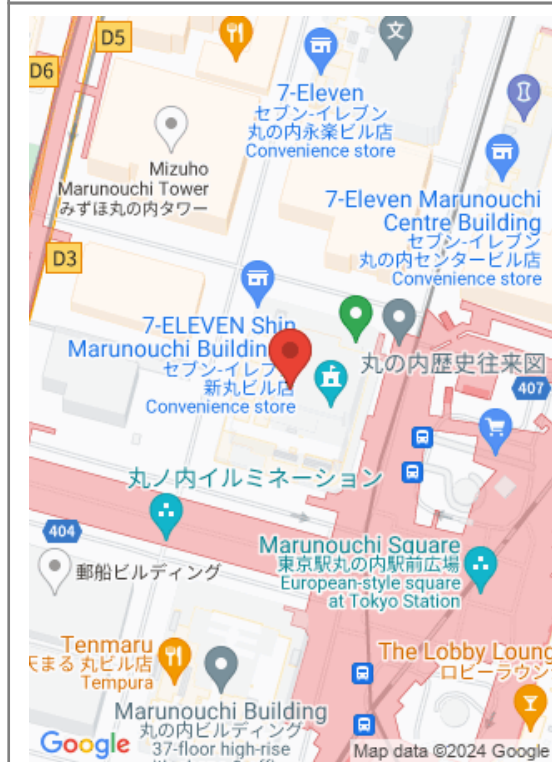 D5
D6
7-Eleven
セブン-イレブン
丸の内永楽ビル店
Convenience store
Mizuho
Marunouchi Tower
みずほ丸の内タワー
7-Eleven Marunouchi
Centre Building
セブン-イレブン
丸の内センタービル店
Convenience store
D3
7-ELEVEN Shin
Marunouchi Building
セブン-イレブン
新丸ビル店
Convenience store
丸の内歴史往来図
407
丸ノ内イルミネーション
404
郵船ビルディング
Marunouchi Square
東京駅丸の内駅前広場
European-style square
at Tokyo Station
Tenmaru
天まる 丸ビル店
Tempura
The Lobby Loung
ロビーラウン
Marunouchi Building
丸の内ビルディング
37-floor high-rise
Google
Map data ©2024 Google